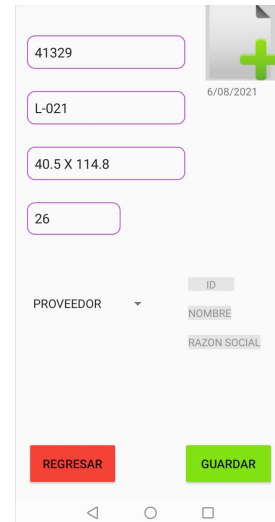 41329
6/08/2021
L-021
40.5 X 114.8
26
ID
PROVEEDOR
NOMBRE
RAZON SOCIAL
REGRESAR
GUARDAR